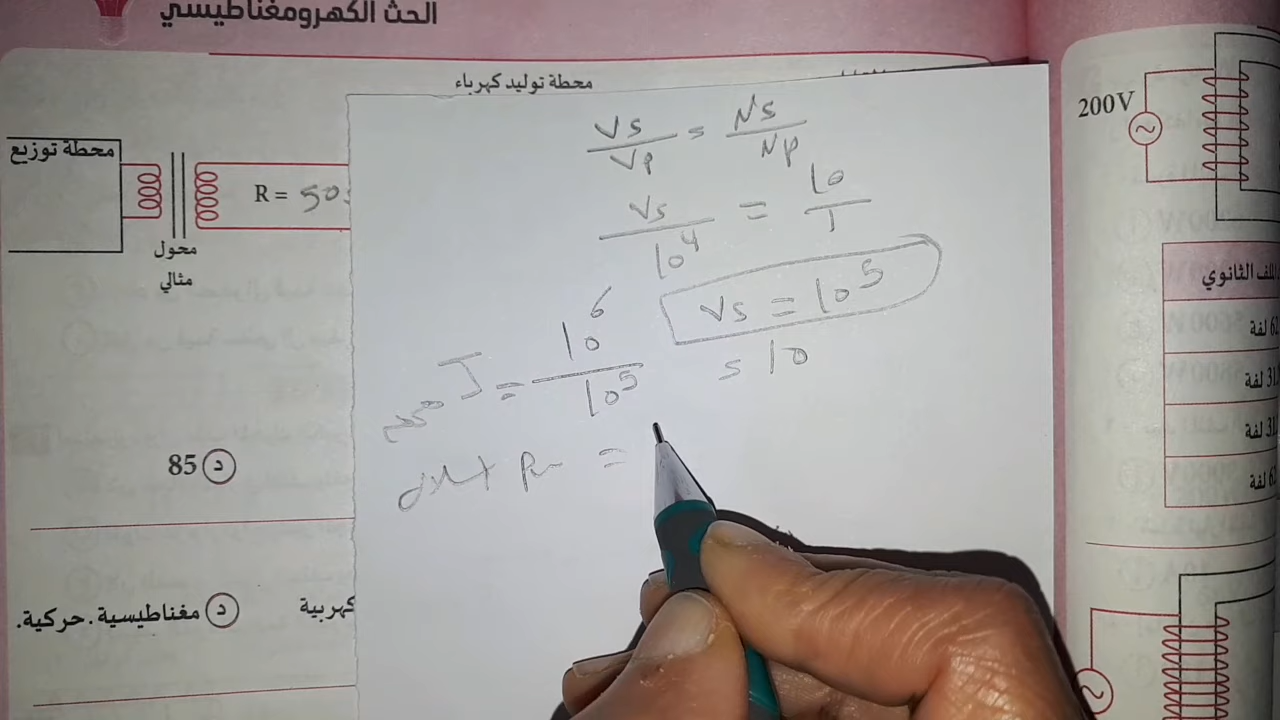 الحث الكهرومغناطيسي
محطة توليد كهرباء
محطة توزيع
R = 50
محول
مثالي
Vs/Vp = Ns/Np
Vs/10⁴ = 10/1
Vs = 10⁵
I = 10⁶/10⁵ = 10
Pw =
د 85
د مغناطيسية . حركية.
كهربية
200V
الملف الثانوي
لفة
لفة
لفة
لفة